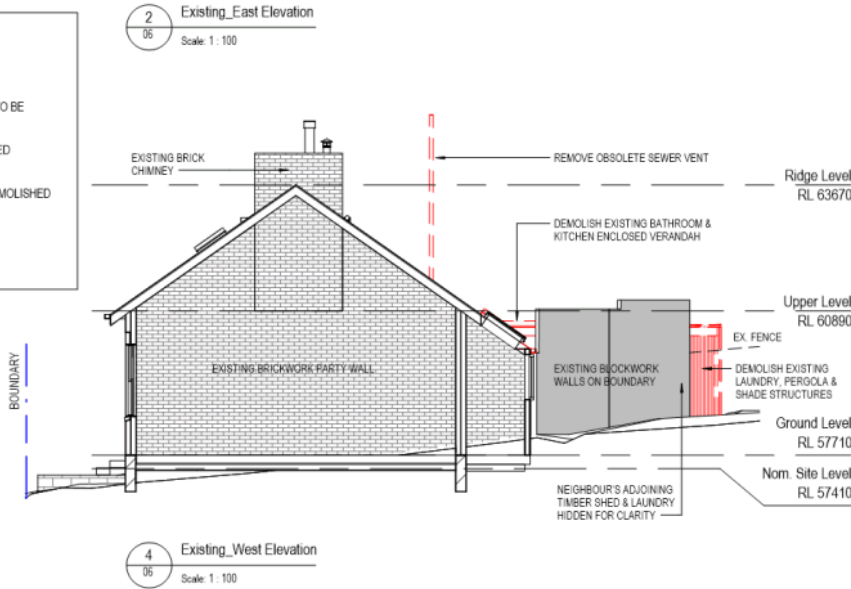 2
06
Existing_East Elevation
Scale: 1 : 100
O BE
ED
MOLISHED
EXISTING BRICK
CHIMNEY
REMOVE OBSOLETE SEWER VENT
Ridge Level
RL 63670
DEMOLISH EXISTING BATHROOM &
KITCHEN ENCLOSED VERANDAH
Upper Level
RL 60890
EX. FENCE
BOUNDARY
EXISTING BRICKWORK PARTY WALL
EXISTING BLOCKWORK
WALLS ON BOUNDARY
DEMOLISH EXISTING
LAUNDRY, PERGOLA &
SHADE STRUCTURES
Ground Level
RL 57710
Nom. Site Level
RL 57410
NEIGHBOUR'S ADJOINING
TIMBER SHED & LAUNDRY
HIDDEN FOR CLARITY
4
06
Existing_West Elevation
Scale: 1 : 100